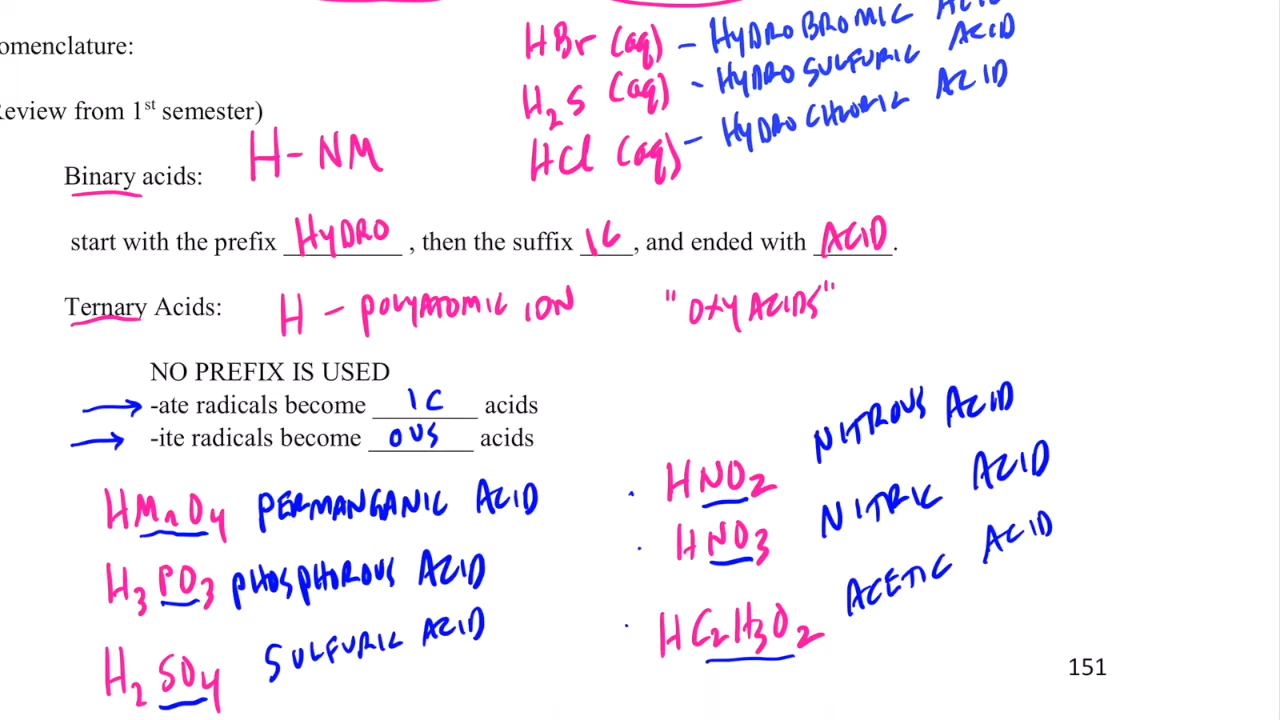 omenclature:
HBr (aq) - HYDROBROMIC ACID
H2S (aq) - HYDROSULFURIC ACID
Review from 1st semester)
HCl (aq) - HYDROCHLORIC ACID
Binary acids: H - NM
start with the prefix HYDRO, then the suffix IC, and ended with ACID.
Ternary Acids: H - POLYATOMIC ION "OXYACIDS"
NO PREFIX IS USED
→ -ate radicals become IC acids
→ -ite radicals become OUS acids
HMnO4 PERMANGANIC ACID
H3PO3 PHOSPHOROUS ACID
H2SO4 SULFURIC ACID
· HNO2 NITROUS ACID
· HNO3 NITRIC ACID
· HC2H3O2 ACETIC ACID
151